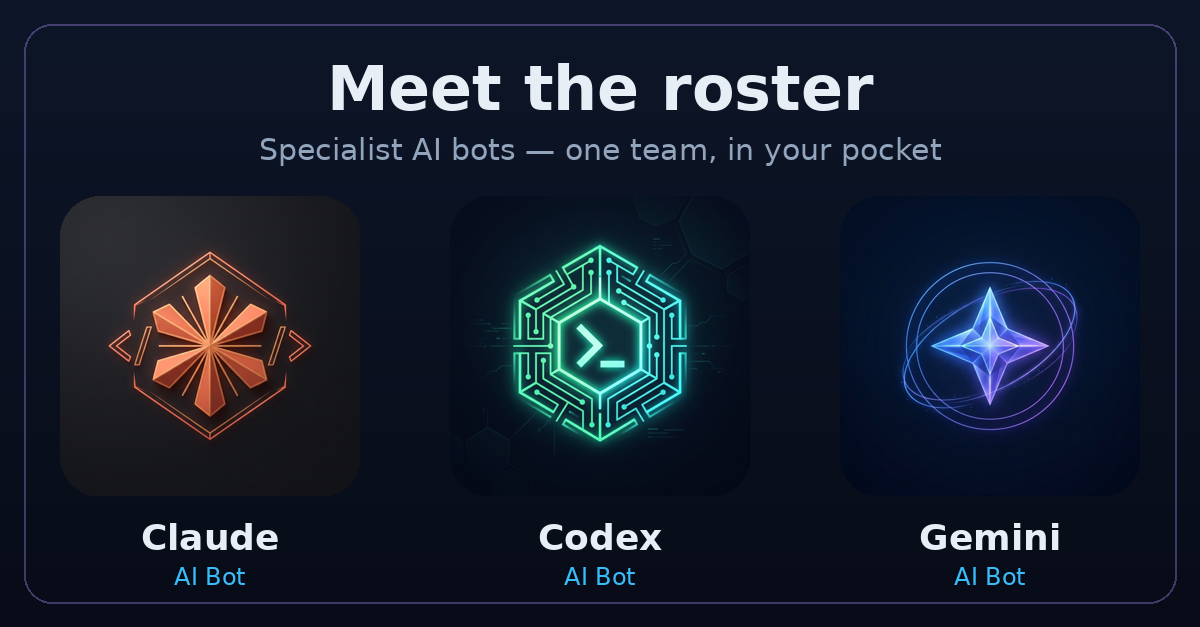 Meet the roster
Specialist AI bots — one team, in your pocket
Claude
Codex
Gemini
AI Bot
AI Bot
AI Bot